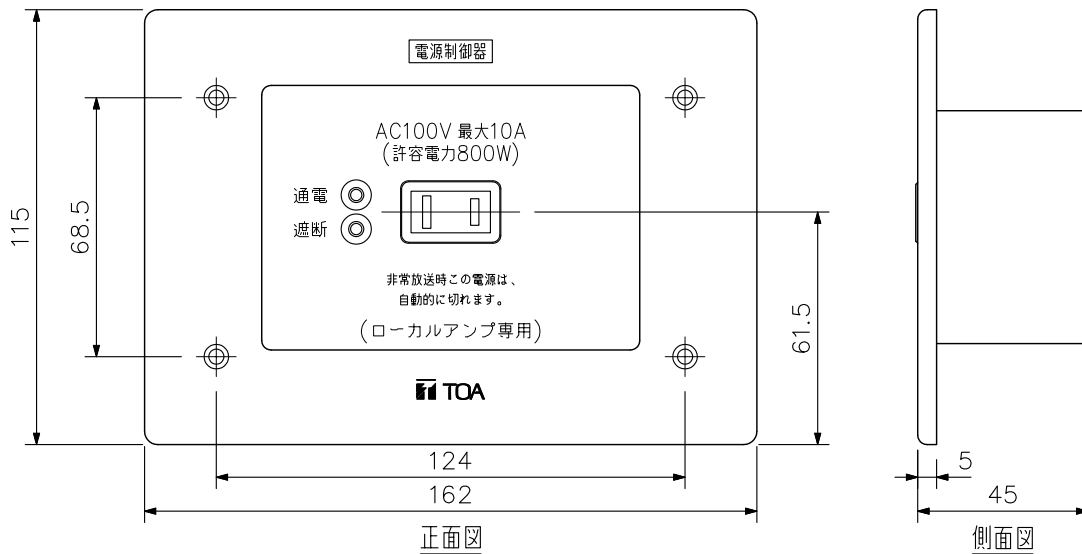 電源制御器
AC100V 最大10A
(許容電力800W)
通電
遮断
非常放送時この電源は、
自動的に切れます。
(ローカルアンプ専用)
TOA
115
68.5
61.5
124
162
正面図
5
45
側面図